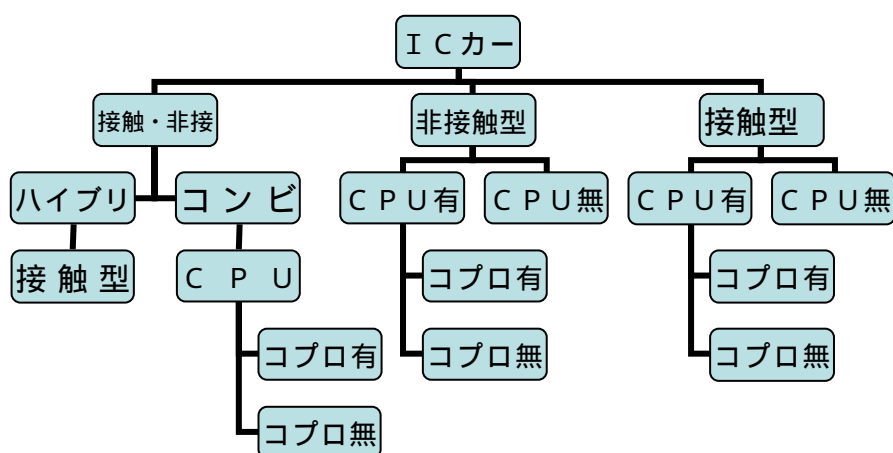 ＩＣカー
接触・非接
非接触型
接触型
ハイブリ
コンビ
ＣＰＵ有
ＣＰＵ無
ＣＰＵ有
ＣＰＵ無
接触型
ＣＰＵ
コプロ有
コプロ有
コプロ有
コプロ無
コプロ無
コプロ無